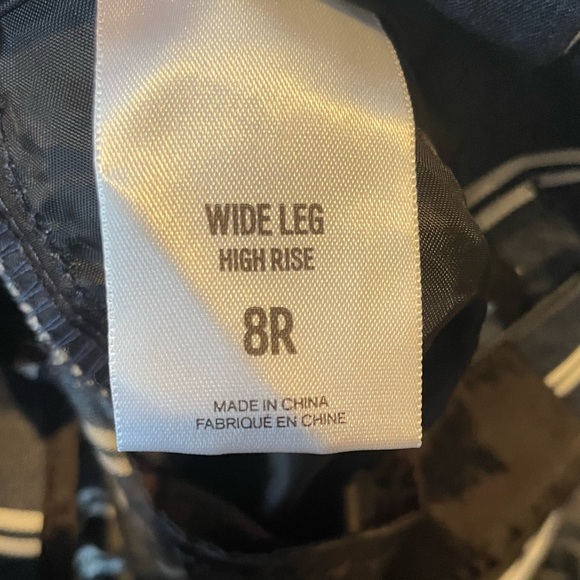 WIDE LEG
HIGH RISE
8R
MADE IN CHINA
FABRIQUÉ EN CHINE